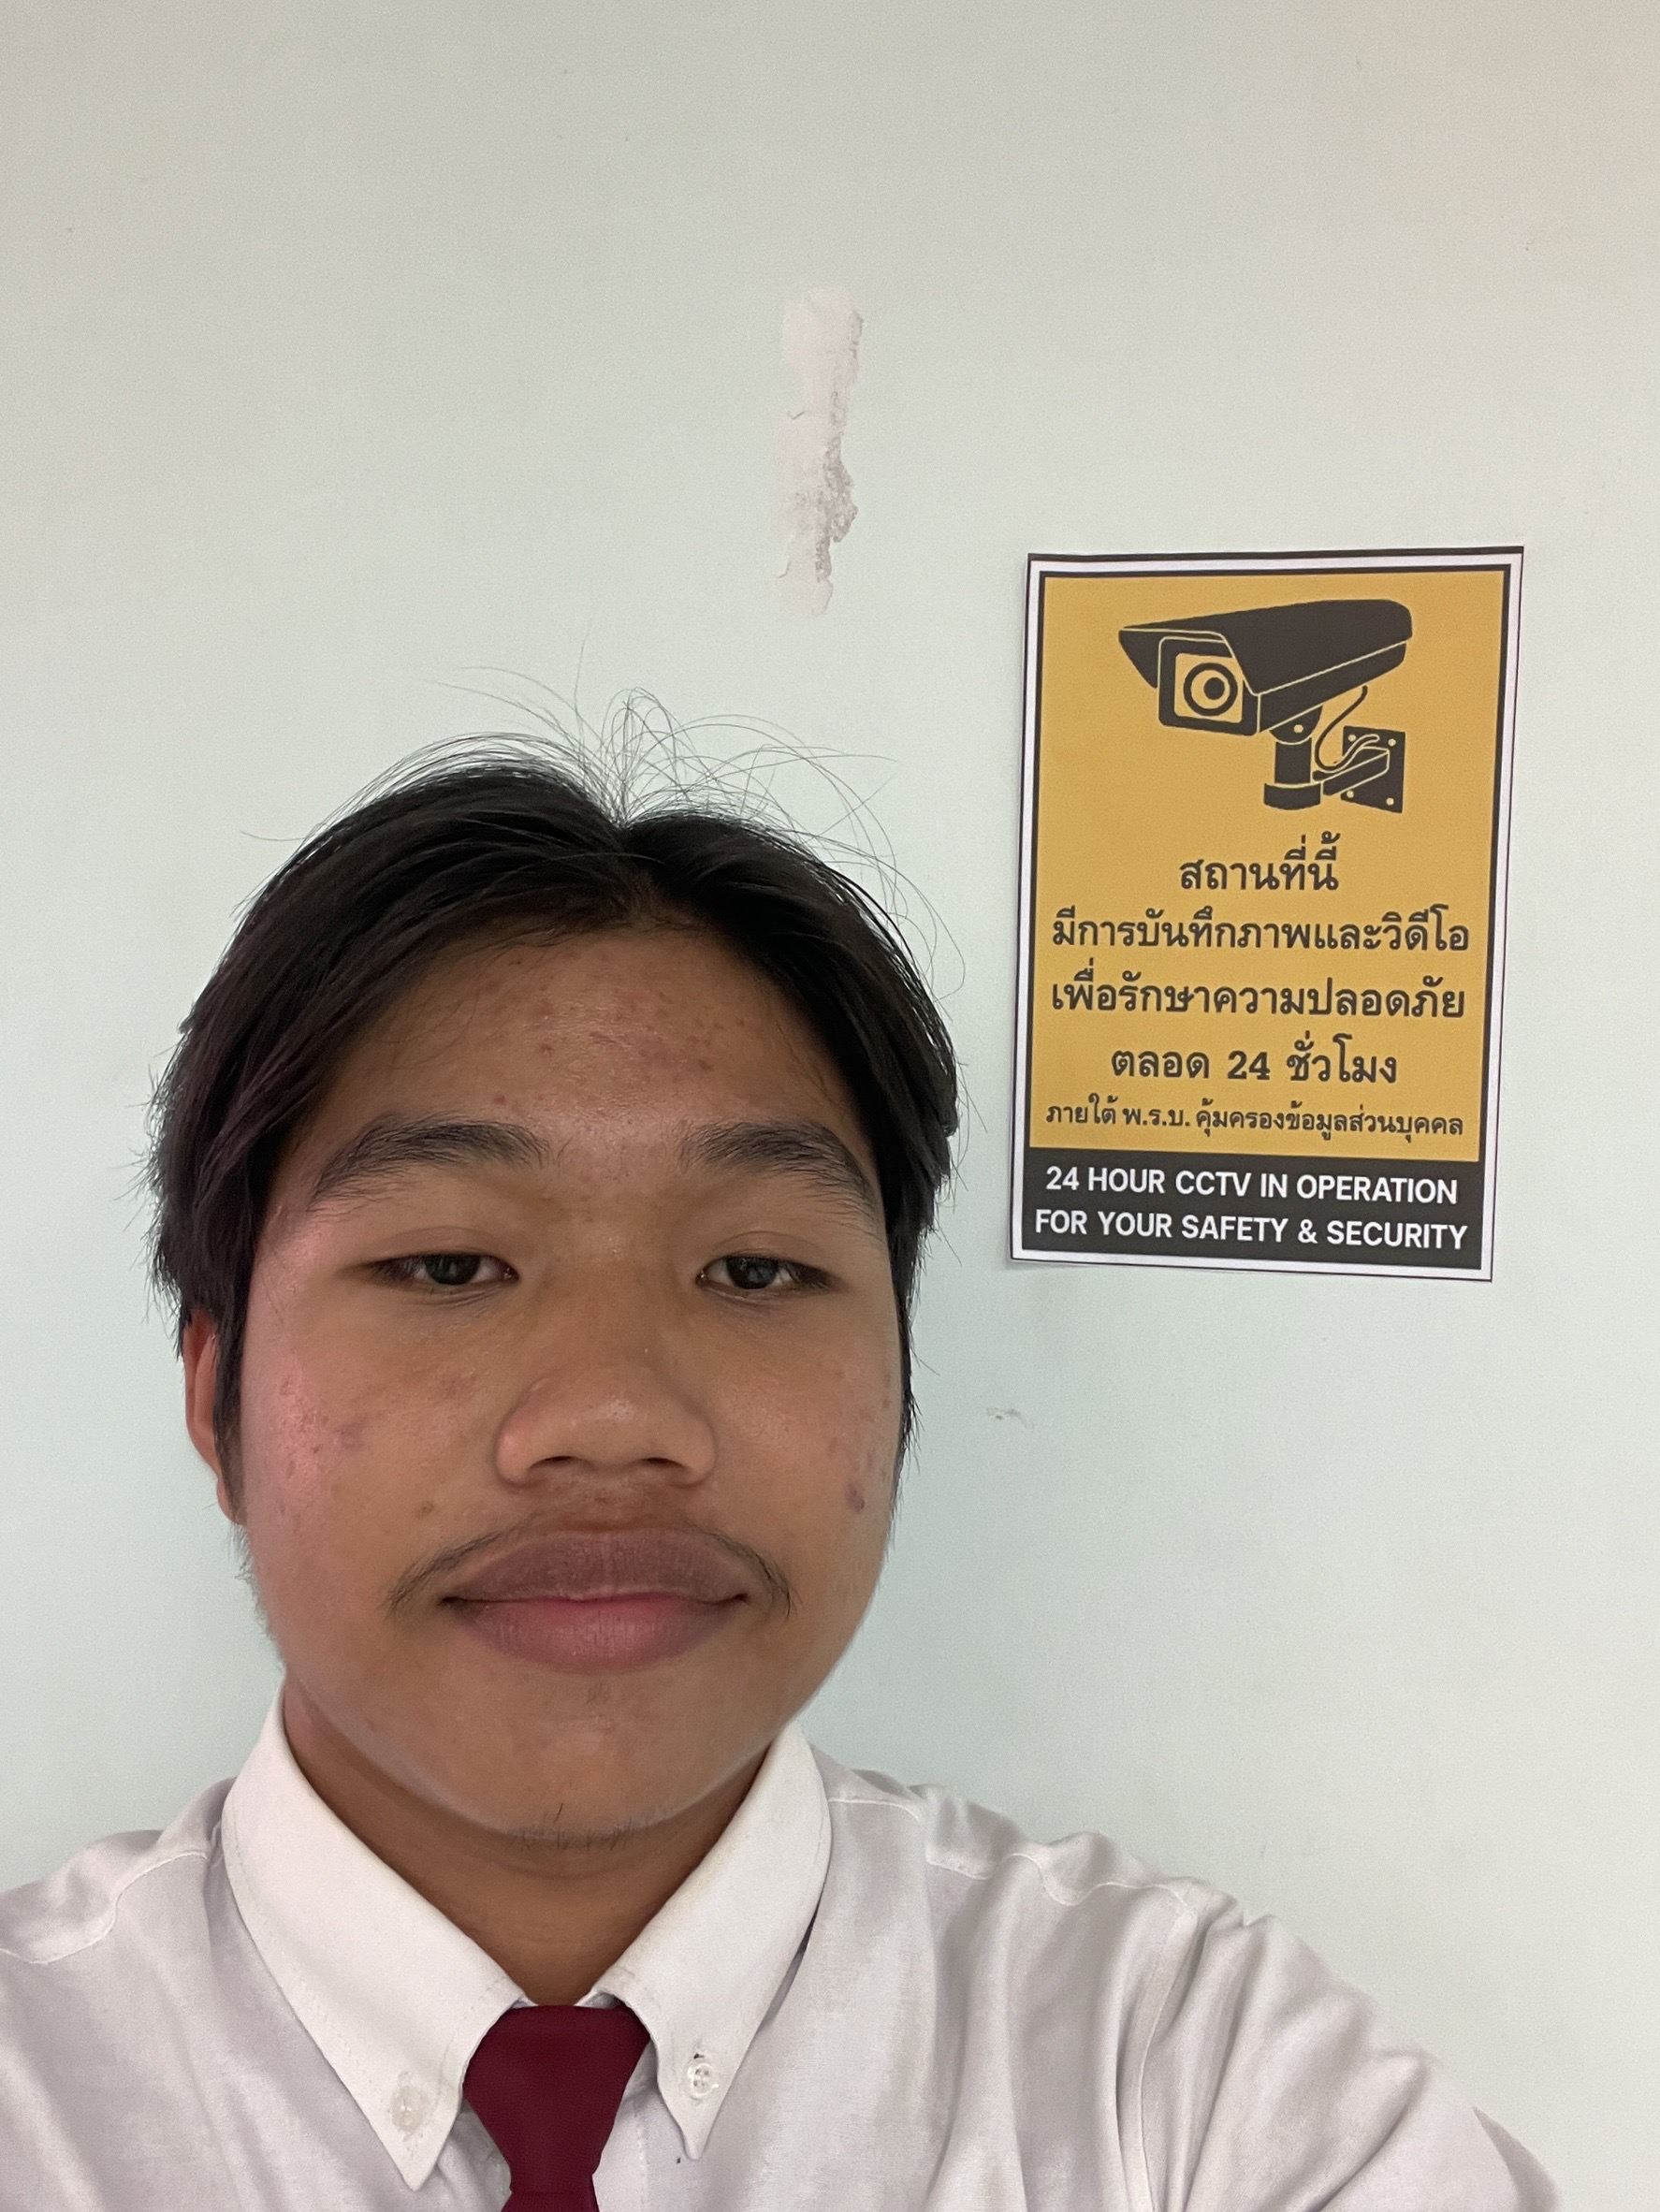 สถานที่นี้
มีการบันทึกภาพและวิดีโอ
เพื่อรักษาความปลอดภัย
ตลอด 24 ชั่วโมง
ภายใต้ พ.ร.บ. คุ้มครองข้อมูลส่วนบุคคล
24 HOUR CCTV IN OPERATION
FOR YOUR SAFETY & SECURITY